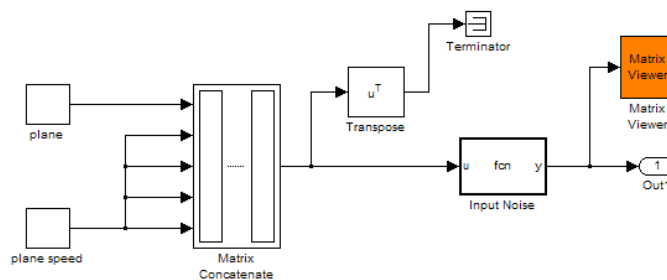 Terminator
Matrix
Viewer
Matrix
Viewer
plane
u^T
Transpose
u fcn y
Input Noise
1
Out1
plane speed
Matrix
Concatenate